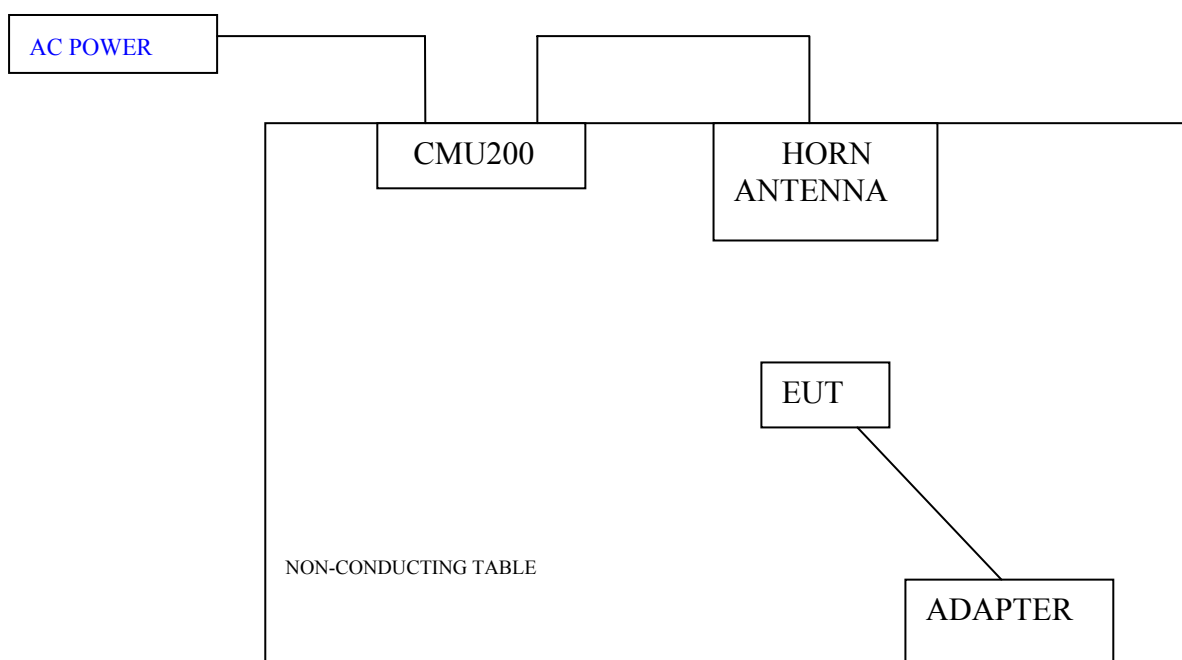 AC POWER
CMU200
HORN
ANTENNA
EUT
NON-CONDUCTING TABLE
ADAPTER